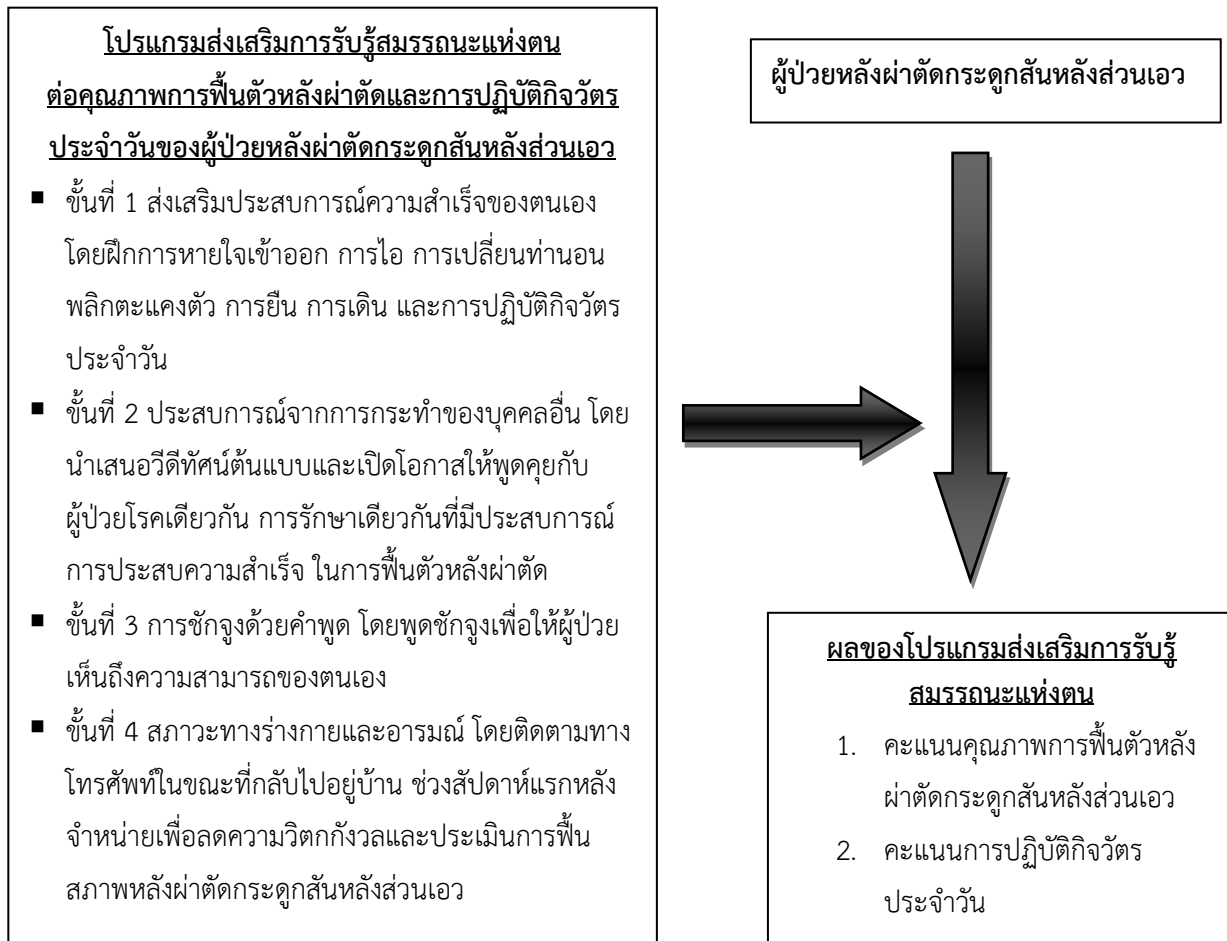 โปรแกรมส่งเสริมการรับรู้สมรรถนะแห่งตน
ต่อคุณภาพการฟื้นตัวหลังผ่าตัดและการปฏิบัติกิจวัตร
ประจำวันของผู้ป่วยหลังผ่าตัดกระดูกสันหลังส่วนเอว
▪ ขั้นที่ 1 ส่งเสริมประสบการณ์ความสำเร็จของตนเอง
โดยฝึกการหายใจเข้าออก การไอ การเปลี่ยนท่านอน
พลิกตะแคงตัว การยืน การเดิน และการปฏิบัติกิจวัตร
ประจำวัน
▪ ขั้นที่ 2 ประสบการณ์จากการกระทำของบุคคลอื่น โดย
นำเสนอวีดีทัศน์ต้นแบบและเปิดโอกาสให้พูดคุยกับ
ผู้ป่วยโรคเดียวกัน การรักษาเดียวกันที่มีประสบการณ์
การประสบความสำเร็จ ในการฟื้นตัวหลังผ่าตัด
▪ ขั้นที่ 3 การชักจูงด้วยคำพูด โดยพูดชักจูงเพื่อให้ผู้ป่วย
เห็นถึงความสามารถของตนเอง
▪ ขั้นที่ 4 สภาวะทางร่างกายและอารมณ์ โดยติดตามทาง
โทรศัพท์ในขณะที่กลับไปอยู่บ้าน ช่วงสัปดาห์แรกหลัง
จำหน่ายเพื่อลดความวิตกกังวลและประเมินการฟื้น
สภาพหลังผ่าตัดกระดูกสันหลังส่วนเอว
ผู้ป่วยหลังผ่าตัดกระดูกสันหลังส่วนเอว
ผลของโปรแกรมส่งเสริมการรับรู้
สมรรถนะแห่งตน
1. คะแนนคุณภาพการฟื้นตัวหลัง
ผ่าตัดกระดูกสันหลังส่วนเอว
2. คะแนนการปฏิบัติกิจวัตร
ประจำวัน